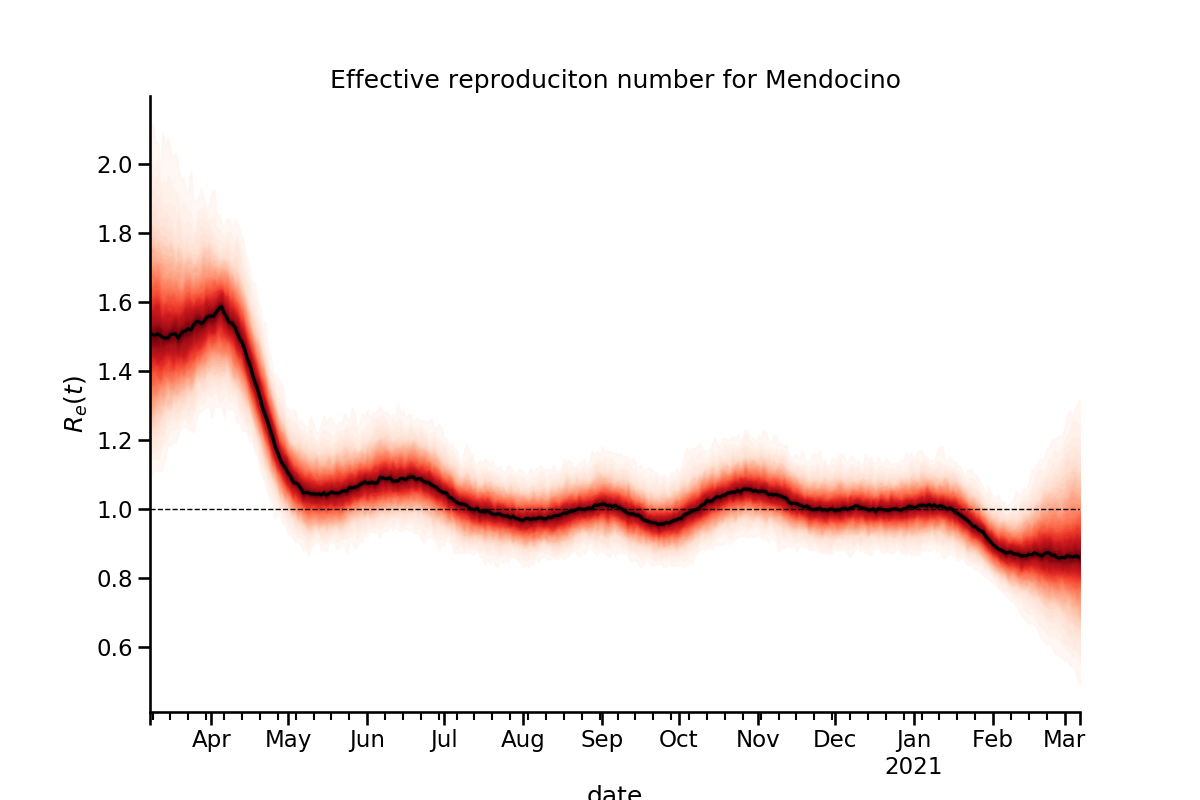 Effective reproduciton number for Mendocino
2.0
1.8
1.6
1.4
1.2
1.0
0.8
0.6
Re(t)
Apr May Jun Jul Aug Sep Oct Nov Dec Jan Feb Mar
2021
date